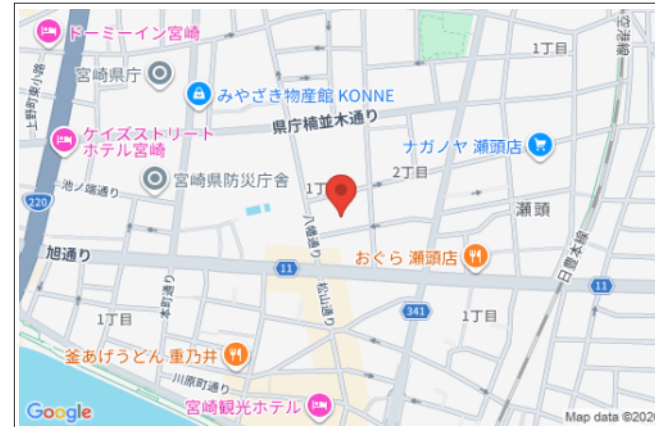 ドーミーイン宮崎
1丁目
空港線
宮崎県庁
上野町東小路
みやざき物産館 KONNE
県庁楠並木通り
ケイズストリート
ホテル宮崎
ナガノヤ 瀬頭店
2丁目
池ノ端通り
宮崎県防災庁舎
1丁
220
瀬頭
八幡通り
旭通り
おぐら 瀬頭店
日豊本線
11
11
本町通り
松山通り
341
1丁目
1丁目
釜あげうどん 重乃井
川原町通り
宮崎観光ホテル
Google
Map data ©2026